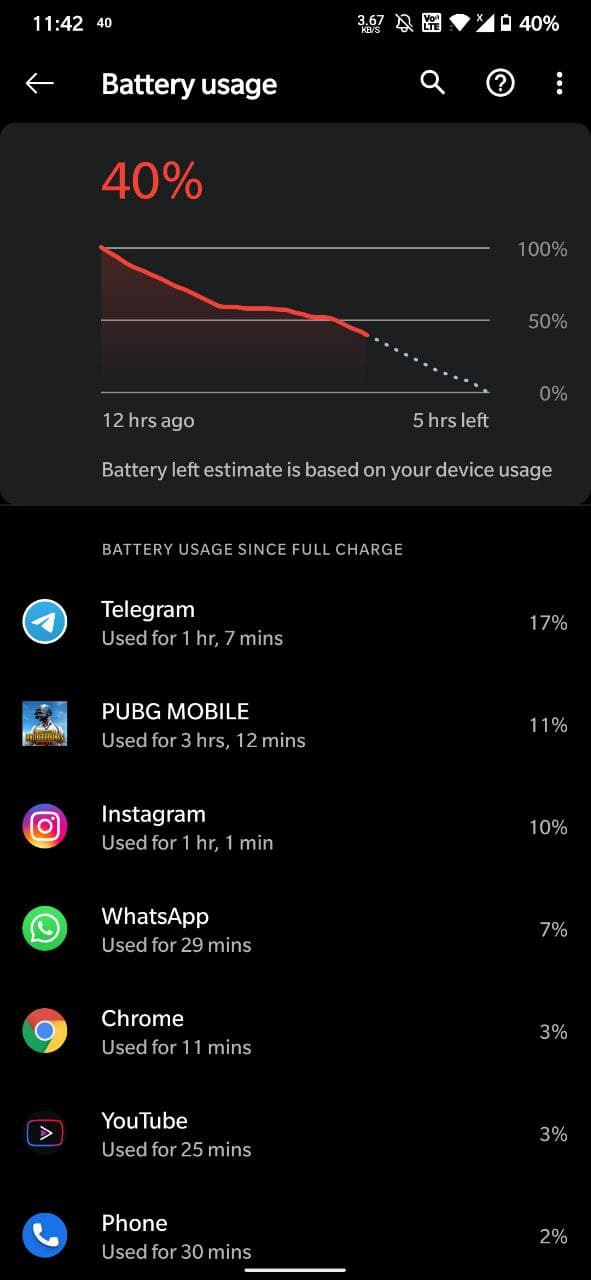 11:42 40 3.67 KB/S Vo) LTE X 40%
Battery usage
40%
100%
50%
0%
12 hrs ago 5 hrs left
Battery left estimate is based on your device usage
BATTERY USAGE SINCE FULL CHARGE
Telegram
Used for 1 hr, 7 mins 17%
PUBG MOBILE
Used for 3 hrs, 12 mins 11%
Instagram
Used for 1 hr, 1 min 10%
WhatsApp
Used for 29 mins 7%
Chrome
Used for 11 mins 3%
YouTube
Used for 25 mins 3%
Phone
Used for 30 mins 2%